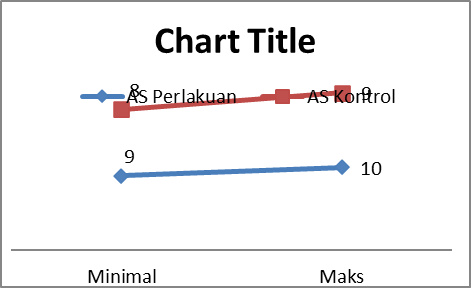 Chart Title
8
AS Perlakuan
AS Kontrol
9
9
10
Minimal
Maks